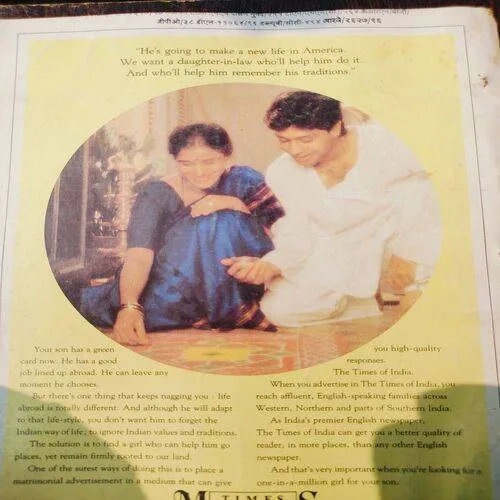 "He's going to make a new life in America.
We want a daughter-in-law who'll help him do it.
And who'll help him remember his traditions."
Your son has a green
card now. He has a good
job lined up abroad. He can leave any
moment he chooses.
But there's one thing that keeps nagging you : life
abroad is totally different. And although he will adapt
to that life-style, you don't want him to forget the
Indian way of life; to ignore Indian values and traditions.
The solution is to find a girl who can help him go
places, yet remain firmly rooted to our land.
One of the surest ways of doing this is to place a
matrimonial advertisement in a medium that can give
you high-quality
responses.
The Times of India.
When you advertise in The Times of India, you
reach affluent, English-speaking families across
Western, Northern and parts of Southern India.
As India's premier English newspaper,
The Times of India can get you a better quality of
reader, in more places, than any other English
newspaper.
And that's very important when you're looking for a
one-in-a-million girl for your son.
TIMES